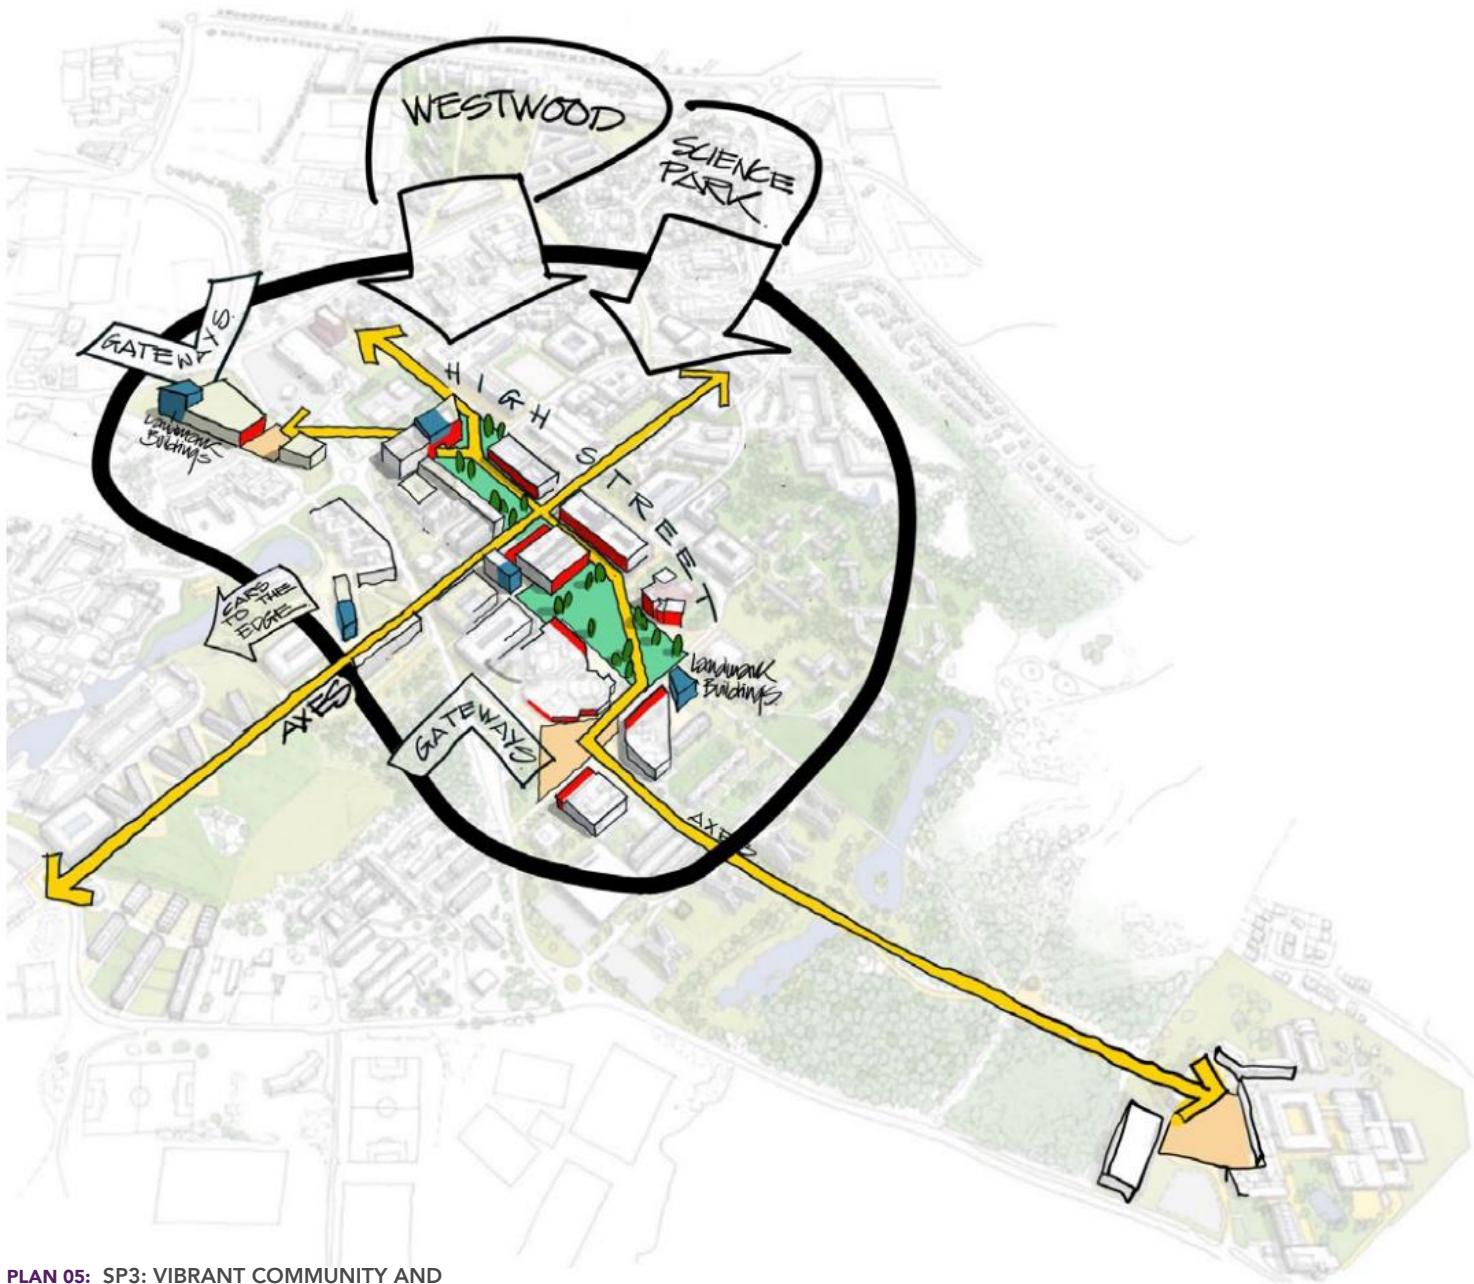 WESTWOOD
SCIENCE
PARK.
GATEWAYS.
HIGH STREET
Landmark
Buildings
CARS
TO THE
EDGE
Landmark
Buildings.
AXES
GATEWAYS.
AXES
PLAN 05: SP3: VIBRANT COMMUNITY AND